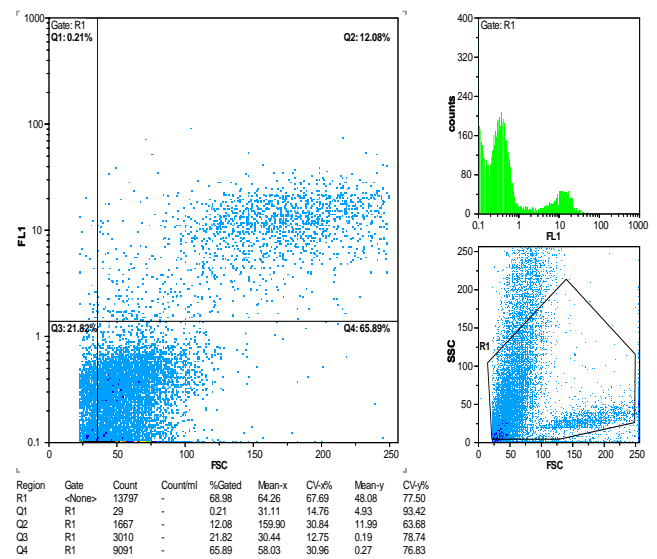 Gate: R1
Q1: 0.21%
Q2: 12.08%
Q3: 21.82%
Q4: 65.89%
1000
100
10
1
0.1
FL1
0 50 100 150 200 250
FSC
Gate: R1
400
320
240
160
80
0
counts
0.1 1 10 100 1000
FL1
250
200
150
100
50
0
SSC
R1
0 50 100 150 200 250
FSC
Region Gate Count Count/ml %Gated Mean-x CV-x% Mean-y CV-y%
R1 <None> 13797 - 68.98 64.26 67.69 48.08 77.50
Q1 R1 29 - 0.21 31.11 14.76 4.93 93.42
Q2 R1 1667 - 12.08 159.90 30.84 11.99 63.68
Q3 R1 3010 - 21.82 30.44 12.75 0.19 78.74
Q4 R1 9091 - 65.89 58.03 30.96 0.27 76.83